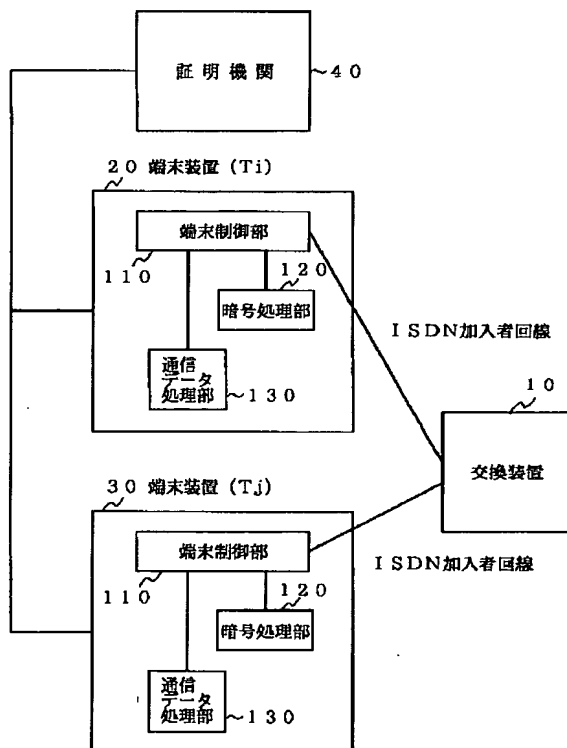 証明機関
40
20 端末装置 (Ti)
端末制御部
110
120
暗号処理部
通信
データ
処理部
130
ISDN加入者回線
10
交換装置
30 端末装置 (Tj)
端末制御部
ISDN加入者回線
110
120
暗号処理部
通信
データ
処理部
130